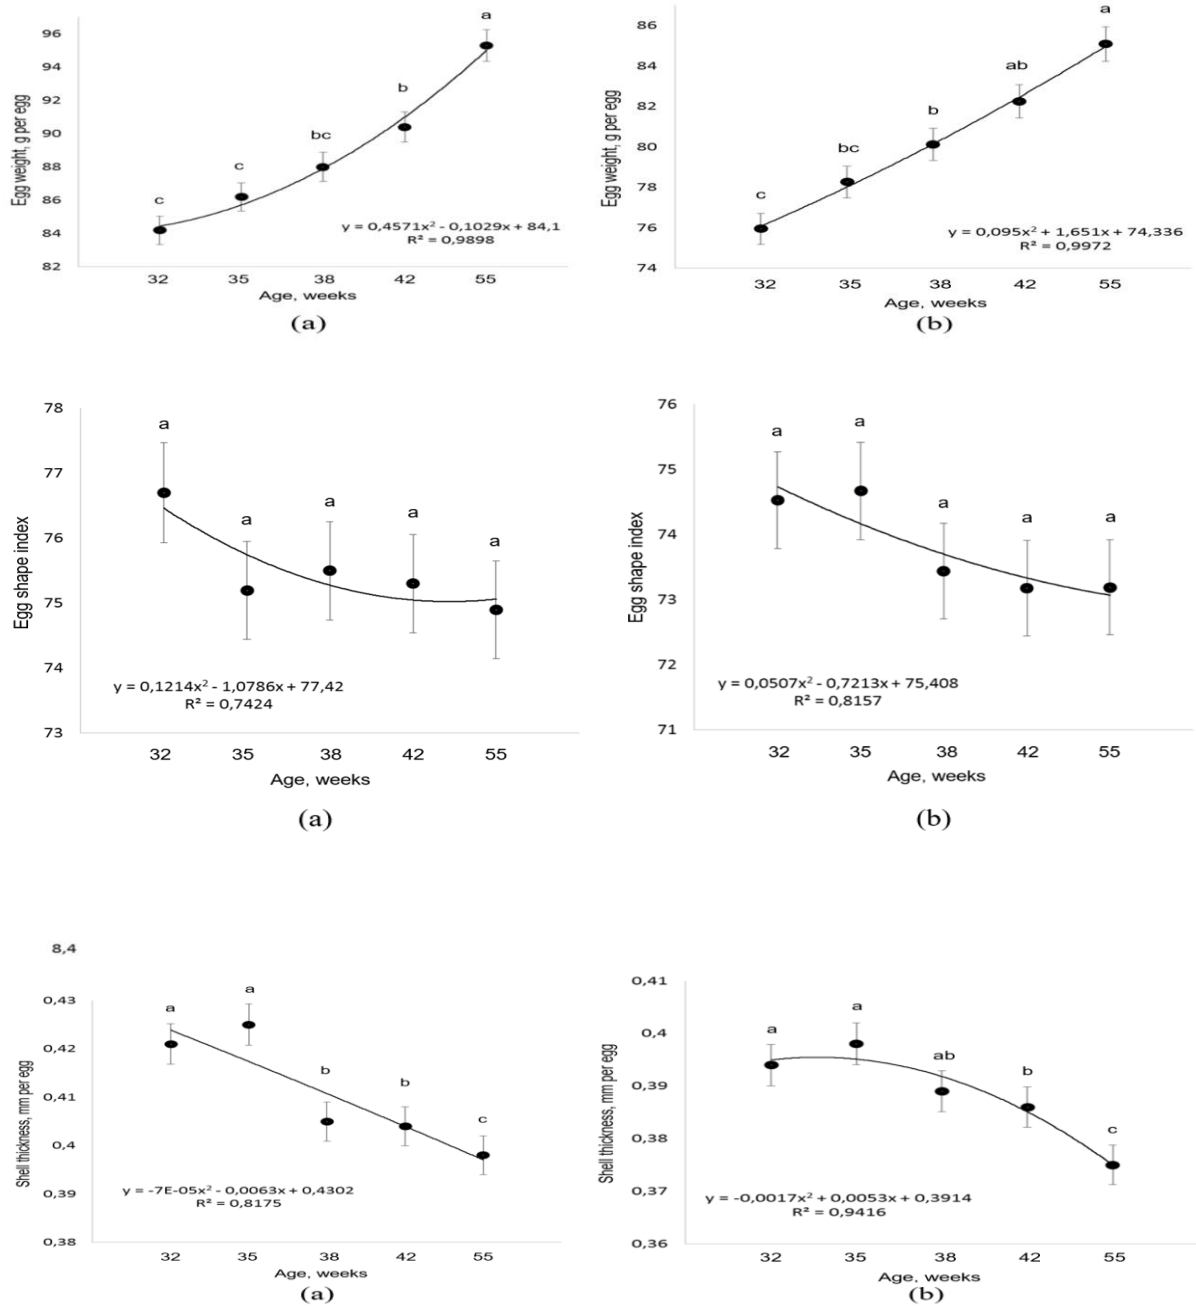 96
94
92
90
88
86
84
82
Egg weight, g per egg
c
c
bc
b
a
y = 0,4571x² - 0,1029x + 84,1
R² = 0,9898
32 35 38 42 55
Age, weeks
(a)
86
84
82
80
78
76
74
Egg weight, g per egg
c
bc
b
ab
a
y = 0,095x² + 1,651x + 74,336
R² = 0,9972
32 35 38 42 55
Age, weeks
(b)
78
77
76
75
74
73
Egg shape index
a
a
a
a
a
y = 0,1214x² - 1,0786x + 77,42
R² = 0,7424
32 35 38 42 55
Age, weeks
(a)
76
75
74
73
72
71
Egg shape index
a
a
a
a
a
y = 0,0507x² - 0,7213x + 75,408
R² = 0,8157
32 35 38 42 55
Age, weeks
(b)
8,4
0,43
0,42
0,41
0,4
0,39
0,38
Shell thickness, mm per egg
a
a
b
b
c
y = -7E-05x² - 0,0063x + 0,4302
R² = 0,8175
32 35 38 42 55
Age, weeks
(a)
0,41
0,4
0,39
0,38
0,37
0,36
Shell thickness, mm per egg
a
a
ab
b
c
y = -0,0017x² + 0,0053x + 0,3914
R² = 0,9416
32 35 38 42 55
Age, weeks
(b)